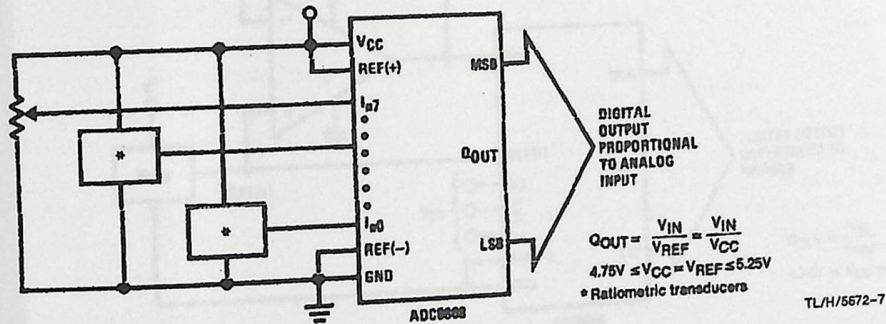 VCC
REF(+)
MSB
In7
*
DIGITAL
OUTPUT
PROPORTIONAL
TO ANALOG
INPUT
QOUT
*
In0
REF(−)
LSB
GND
QOUT = VIN / VREF = VIN / VCC
4.75V ≤ VCC = VREF ≤ 5.25V
* Ratiometric transducers
ADC0808
TL/H/5672-7